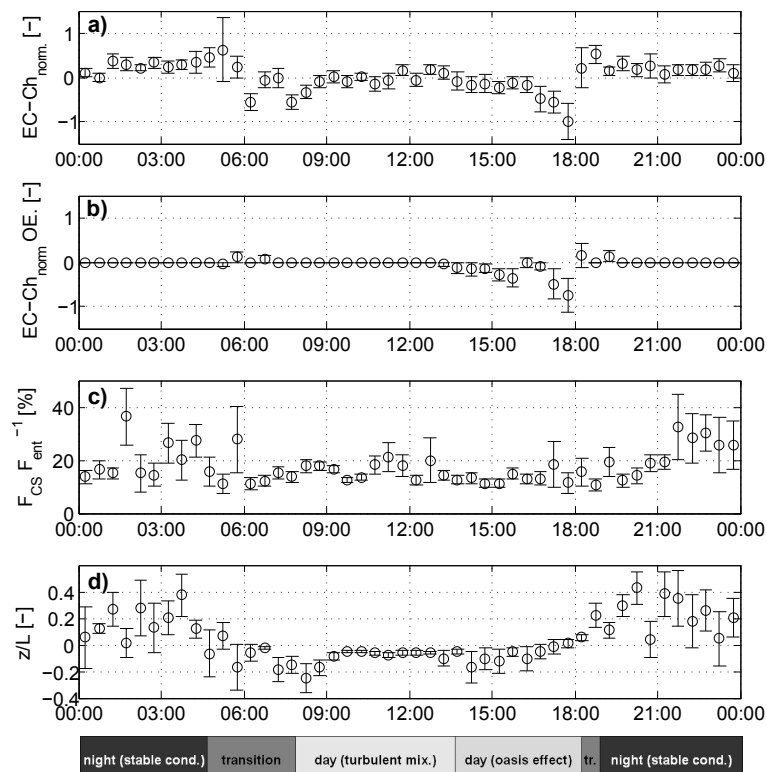 a)
EC−Ch_norm. [−]
1
0
−1
00:00 03:00 06:00 09:00 12:00 15:00 18:00 21:00 00:00
b)
EC−Ch_norm OE. [−]
1
0
−1
00:00 03:00 06:00 09:00 12:00 15:00 18:00 21:00 00:00
c)
F_CS F_ent^−1 [%]
40
20
0
00:00 03:00 06:00 09:00 12:00 15:00 18:00 21:00 00:00
d)
z/L [−]
0.4
0.2
0
−0.2
−0.4
00:00 03:00 06:00 09:00 12:00 15:00 18:00 21:00 00:00
night (stable cond.) transition day (turbulent mix.) day (oasis effect) tr. night (stable cond.)